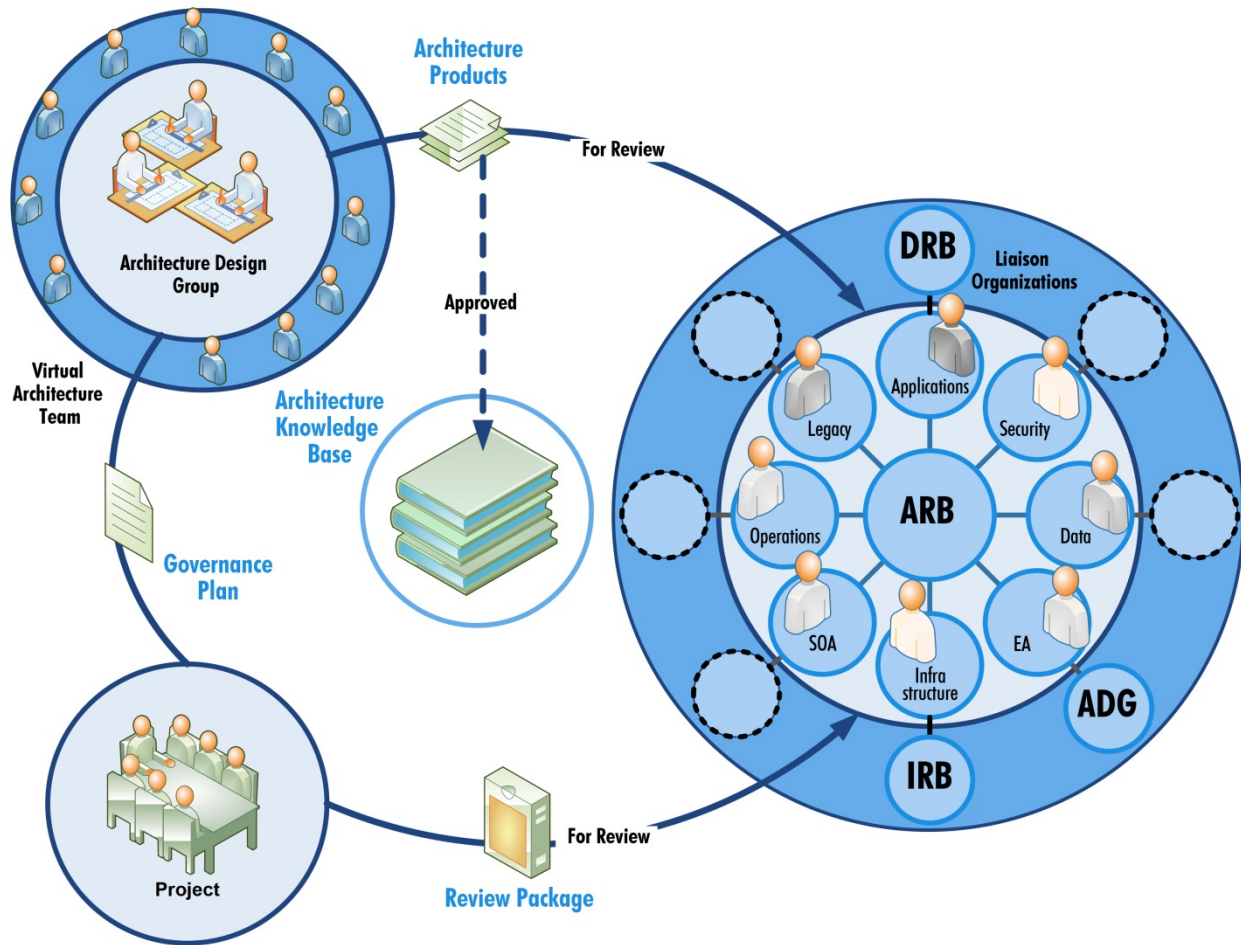 Architecture
Products
For Review
Architecture Design
Group
Approved
Virtual
Architecture
Team
Architecture
Knowledge
Base
Governance
Plan
Project
Review Package
For Review
DRB
Liaison
Organizations
Applications
Legacy
Security
Operations
ARB
Data
SOA
Infra
structure
EA
ADG
IRB